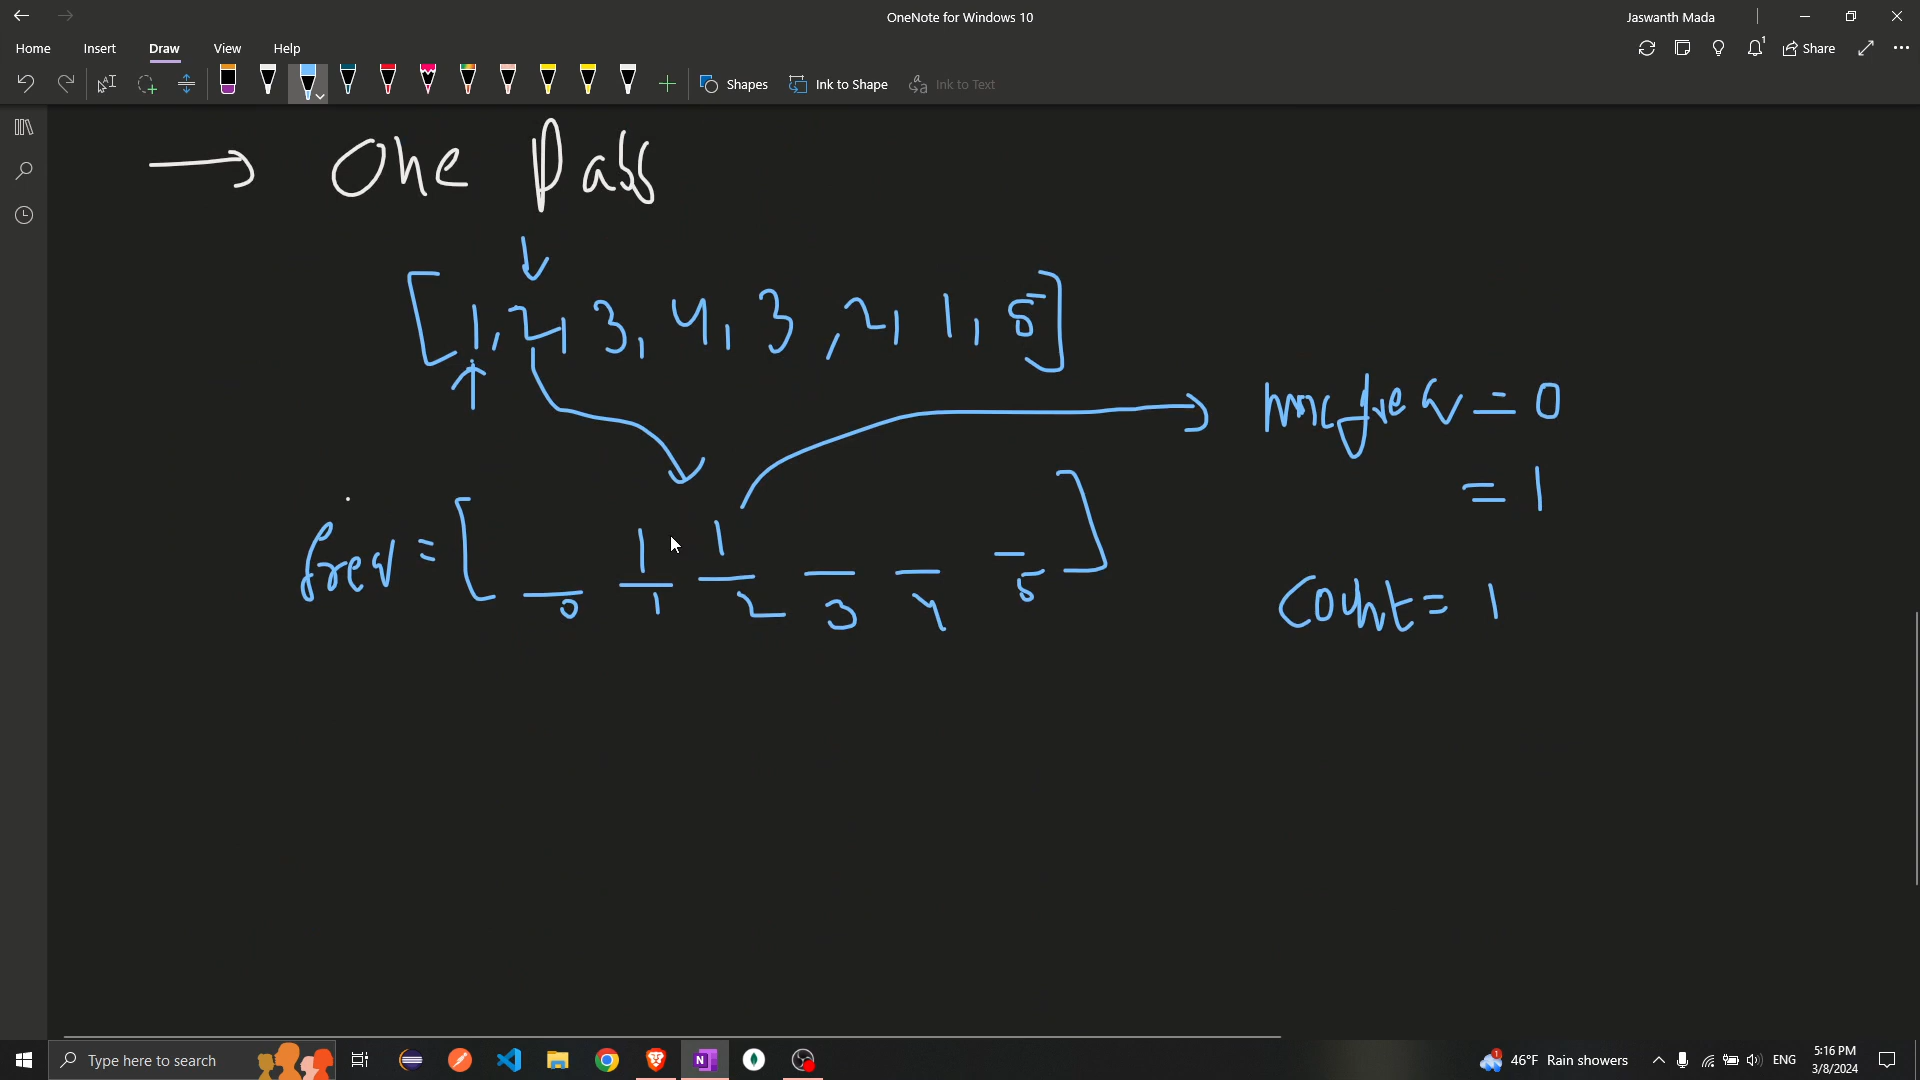 OneNote for Windows 10
Jaswanth Mada
Home Insert Draw View Help
1 Share
Shapes Ink to Shape Ink to Text
→ One Pass
[1, 2, 3, 4, 3, 2, 1, 5]
= 0
= 1
freq = [ 1 1 ]
0 1 2 3 4 5
Count = 1
Type here to search
1 46°F Rain showers
ENG
5:16 PM
3/8/2024